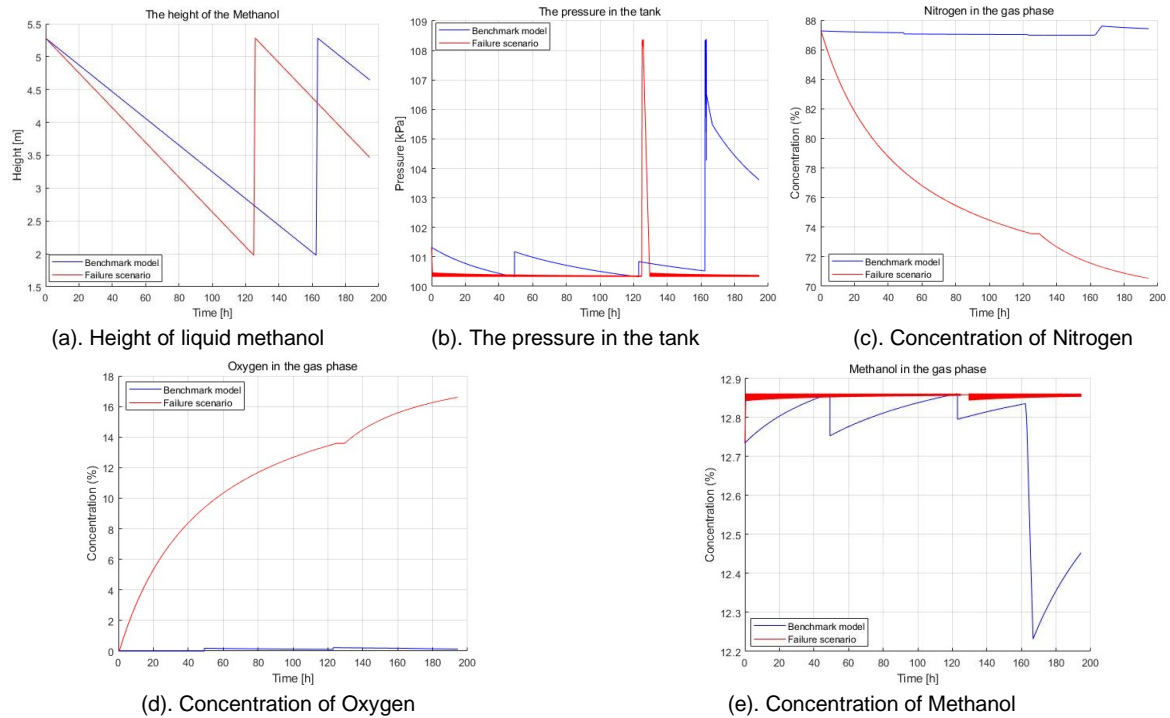 The height of the Methanol
5.5
5
4.5
4
3.5
3
2.5
2
1.5
Height [m]
Benchmark model
Failure scenario
0 20 40 60 80 100 120 140 160 180 200
Time [h]
(a). Height of liquid methanol
The pressure in the tank
109
108
107
106
105
104
103
102
101
100
Pressure [kPa]
Benchmark model
Failure scenario
0 20 40 60 80 100 120 140 160 180 200
Time [h]
(b). The pressure in the tank
Nitrogen in the gas phase
88
86
84
82
80
78
76
74
72
70
Concentration (%)
Benchmark model
Failure scenario
0 20 40 60 80 100 120 140 160 180 200
Time [h]
(c). Concentration of Nitrogen
Oxygen in the gas phase
18
16
14
12
10
8
6
4
2
0
Concentration (%)
Benchmark model
Failure scenario
0 20 40 60 80 100 120 140 160 180 200
Time [h]
(d). Concentration of Oxygen
Methanol in the gas phase
12.9
12.8
12.7
12.6
12.5
12.4
12.3
12.2
Concentration (%)
Benchmark model
Failure scenario
0 20 40 60 80 100 120 140 160 180 200
Time [h]
(e). Concentration of Methanol